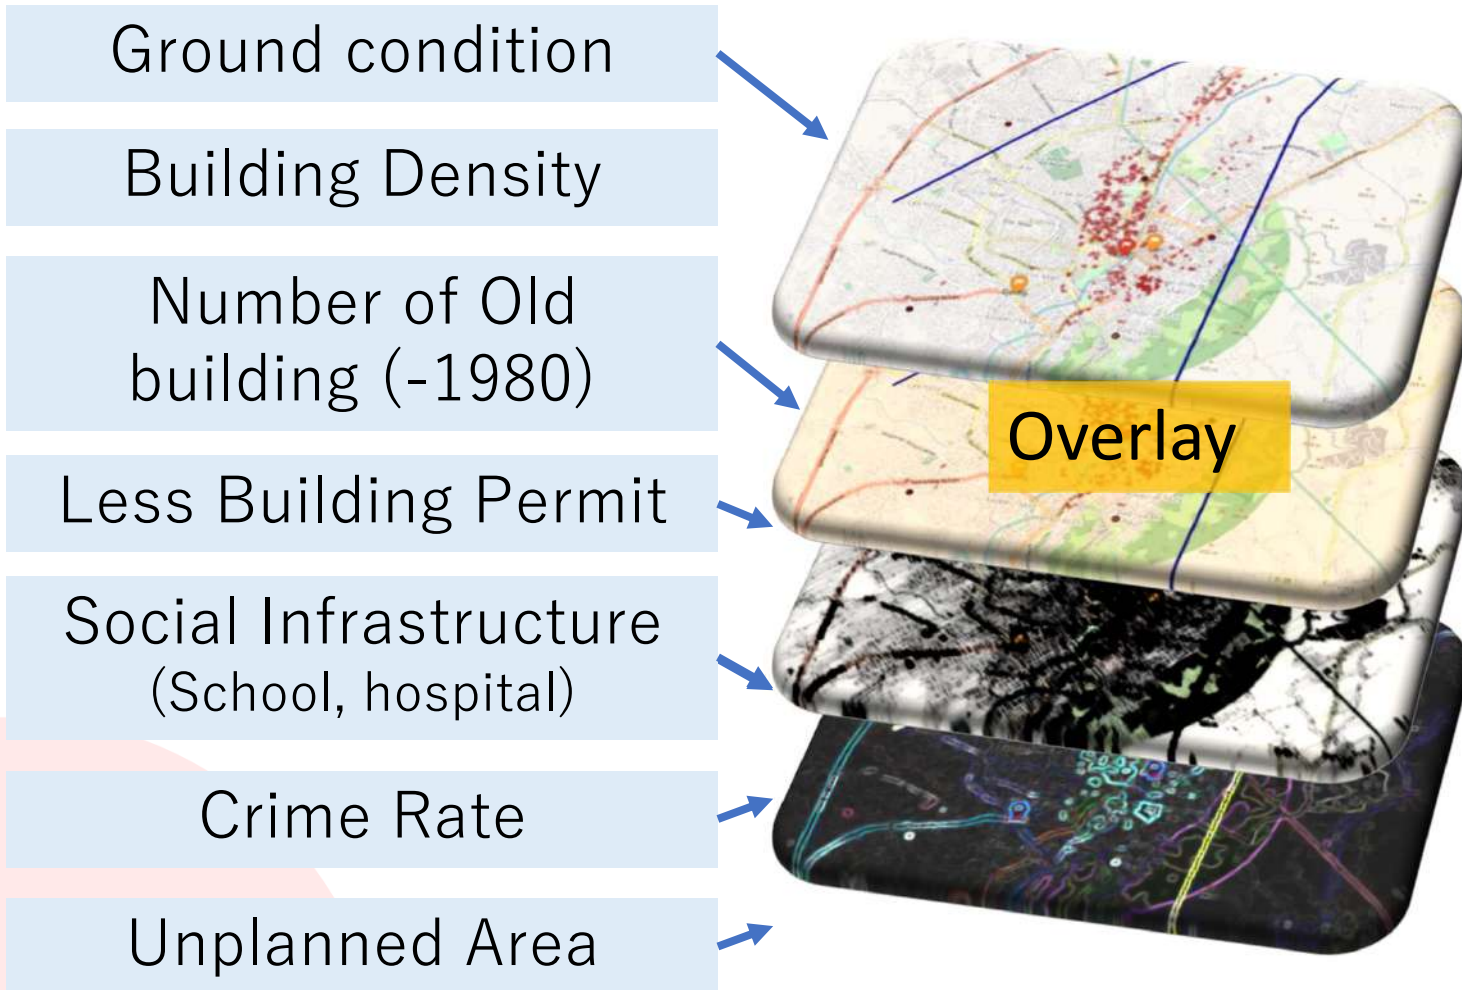 Ground condition
Building Density
Number of Old
building (-1980)
Less Building Permit
Social Infrastructure
(School, hospital)
Crime Rate
Unplanned Area
Overlay